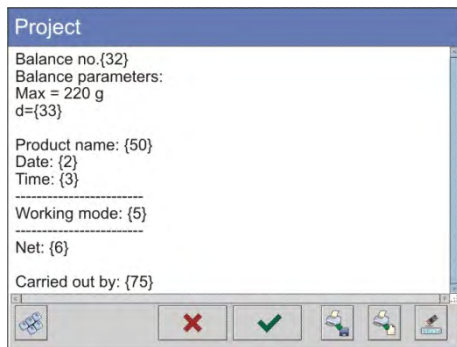 Project
Balance no.{32}
Balance parameters:
Max = 220 g
d={33}
Product name: {50}
Date: {2}
Time: {3}
------------------------
Working mode: {5}
------------------------
Net: {6}
Carried out by: {75}